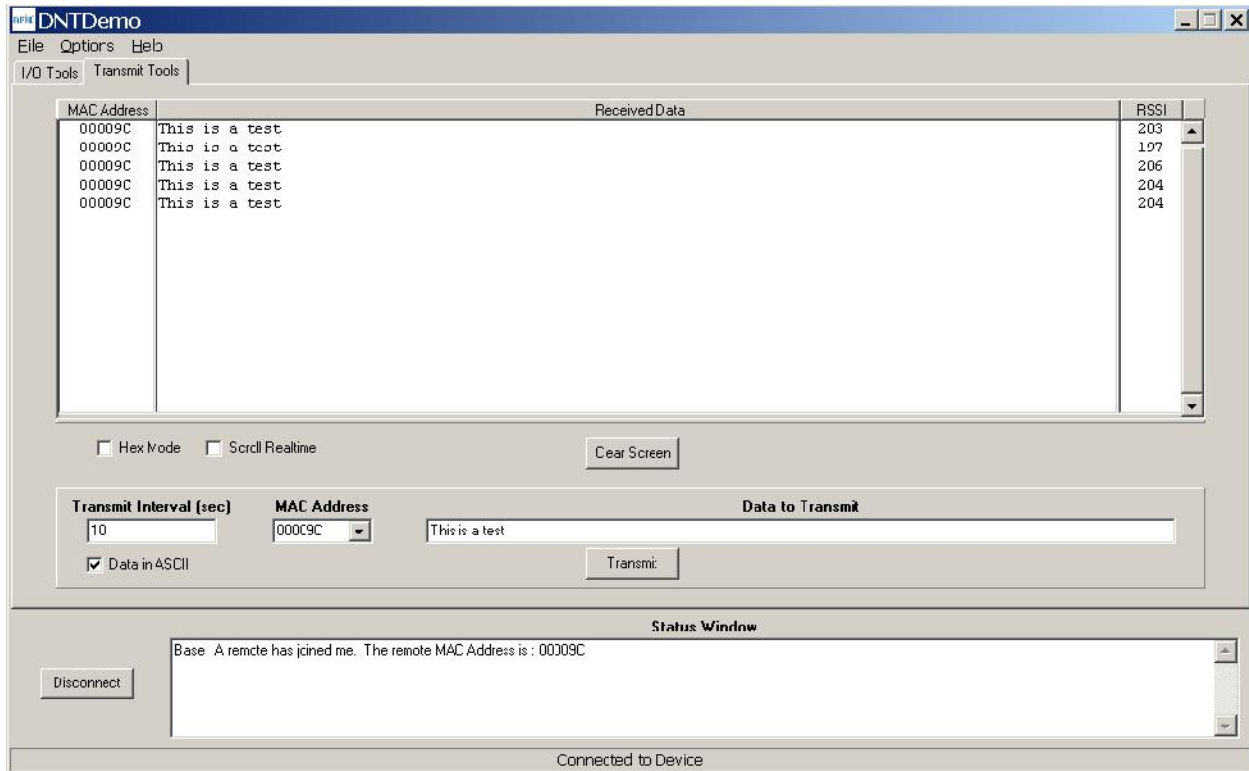 DNTDemo
File Options Help
I/O Tools Transmit Tools
MAC Address Received Data RSSI
00009C This is a test 203
00009C This is a test 197
00009C This is a test 206
00009C This is a test 204
00009C This is a test 204
Hex Mode Scroll Realtime Clear Screen
Transmit Interval (sec) MAC Address Data to Transmit
10 00009C This is a test
Data in ASCII Transmit
Status Window
Base A remote has joined me. The remote MAC Address is : 00009C
Disconnect
Connected to Device